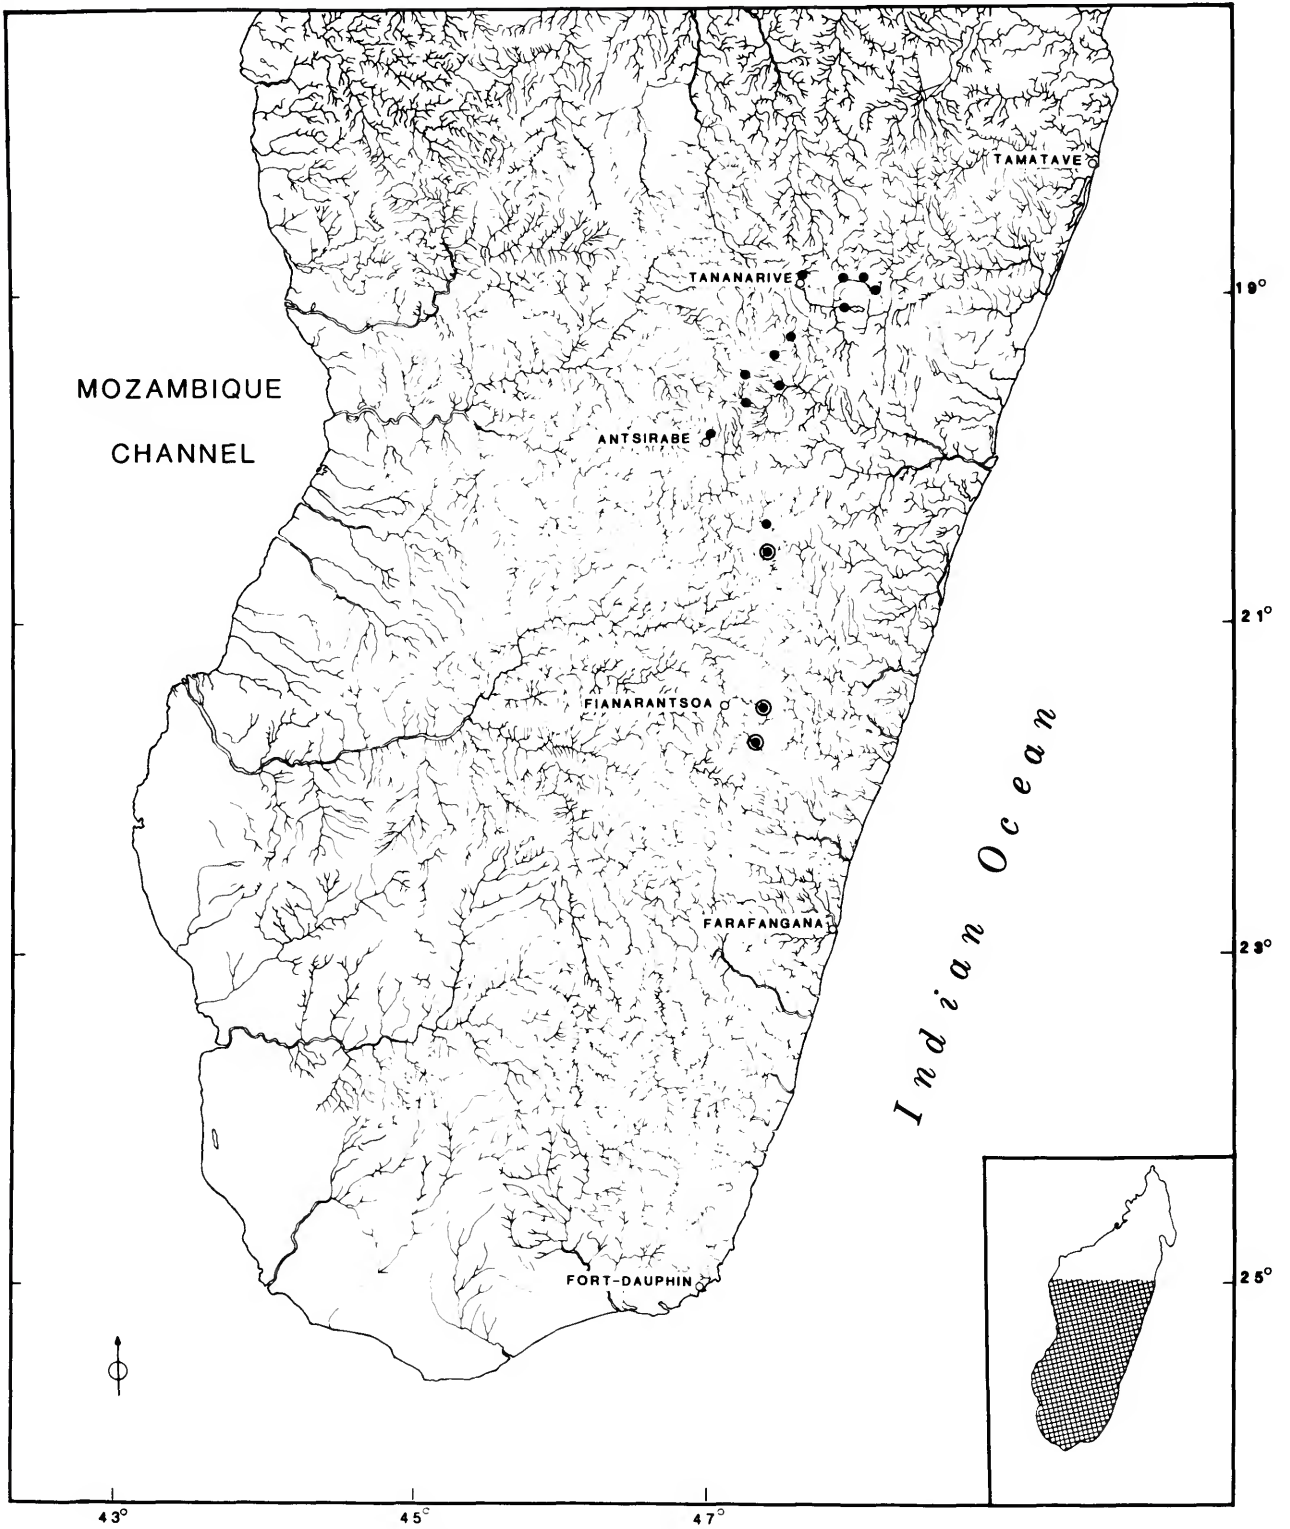 TAMATAVE
TANANARIVE
19°
MOZAMBIQUE
CHANNEL
ANTSIRABE
21°
FIANARANTSOA
Indian Ocean
FARAFANGANA
23°
FORT-DAUPHIN
25°
43° 45° 47°